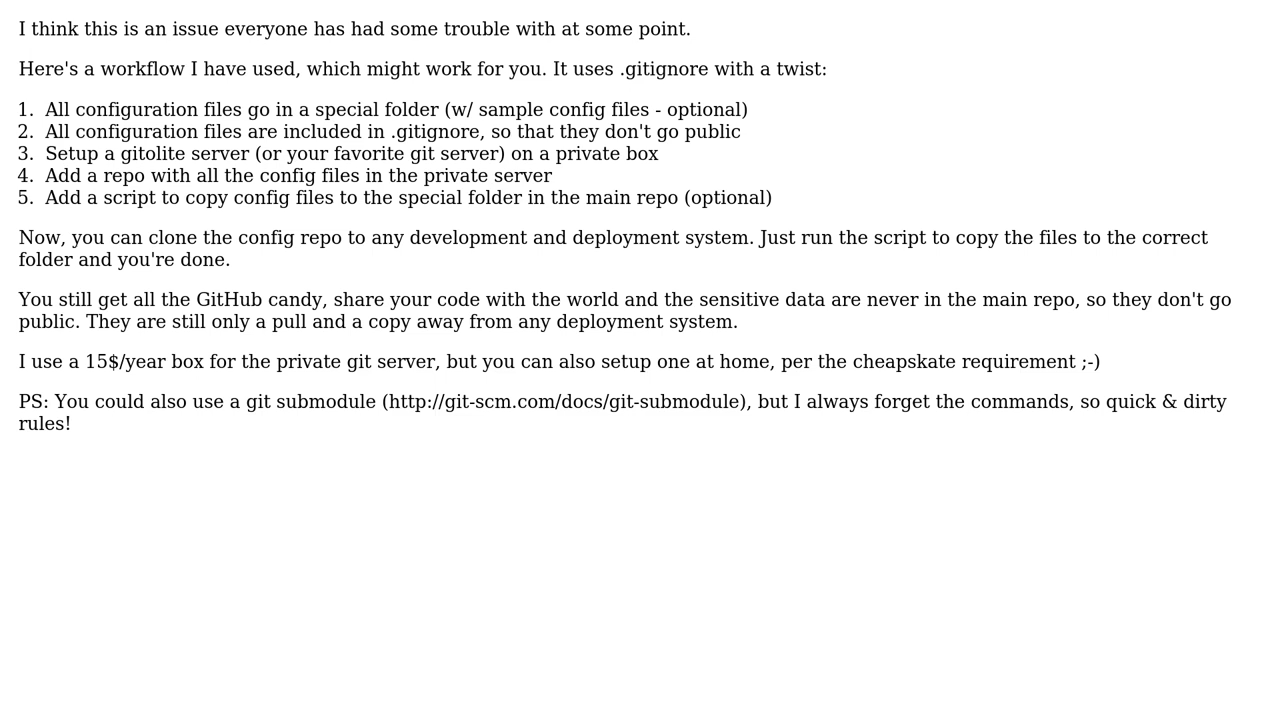 I think this is an issue everyone has had some trouble with at some point.
Here's a workflow I have used, which might work for you. It uses .gitignore with a twist:
1. All configuration files go in a special folder (w/ sample config files - optional)
2. All configuration files are included in .gitignore, so that they don't go public
3. Setup a gitolite server (or your favorite git server) on a private box
4. Add a repo with all the config files in the private server
5. Add a script to copy config files to the special folder in the main repo (optional)
Now, you can clone the config repo to any development and deployment system. Just run the script to copy the files to the correct
folder and you're done.
You still get all the GitHub candy, share your code with the world and the sensitive data are never in the main repo, so they don't go
public. They are still only a pull and a copy away from any deployment system.
I use a 15$/year box for the private git server, but you can also setup one at home, per the cheapskate requirement ;-)
PS: You could also use a git submodule (http://git-scm.com/docs/git-submodule), but I always forget the commands, so quick & dirty
rules!